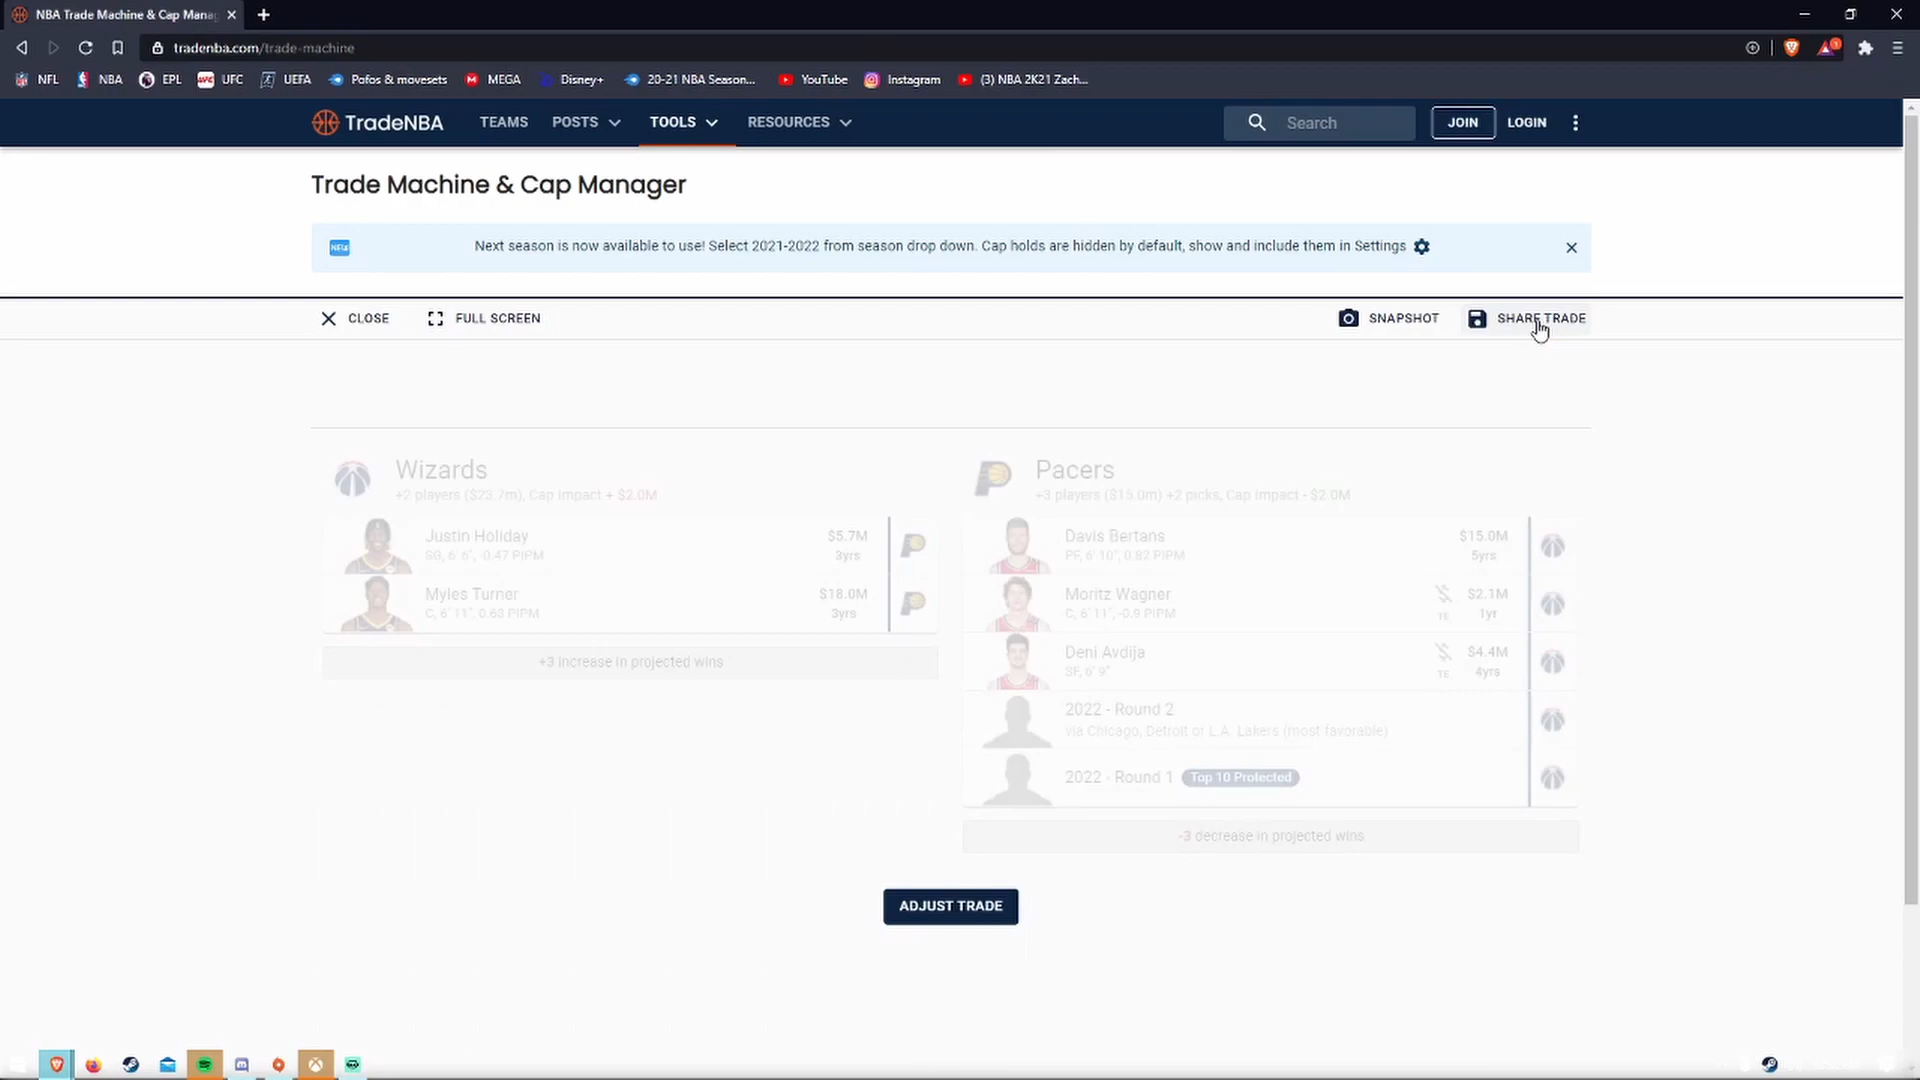 NBA Trade Machine & Cap Mana
tradenba.com/trade-machine
NFL NBA EPL UFC UEFA Pofos & movesets MEGA Disney+ 20-21 NBA Season... YouTube Instagram (3) NBA 2K21 Zach...
TradeNBA TEAMS POSTS TOOLS RESOURCES Search JOIN LOGIN
Trade Machine & Cap Manager
NEW Next season is now available to use! Select 2021-2022 from season drop down. Cap holds are hidden by default, show and include them in Settings
CLOSE FULL SCREEN SNAPSHOT SHARE TRADE
Wizards
+2 players ($23.7m), Cap Impact + $2.0M
Justin Holiday $5.7M
SG, 6' 6", -0.47 PIPM 3yrs
Myles Turner $18.0M
C, 6' 11", 0.63 PIPM 3yrs
+3 increase in projected wins
Pacers
+3 players ($15.0m) +2 picks, Cap Impact - $2.0M
Davis Bertans $15.0M
PF, 6' 10", 0.82 PIPM 5yrs
Moritz Wagner $2.1M
C, 6' 11", -0.9 PIPM TE 1yr
Deni Avdija $4.4M
SF, 6' 9" TE 4yrs
2022 - Round 2
via Chicago, Detroit or L.A. Lakers (most favorable)
2022 - Round 1 Top 10 Protected
-3 decrease in projected wins
ADJUST TRADE